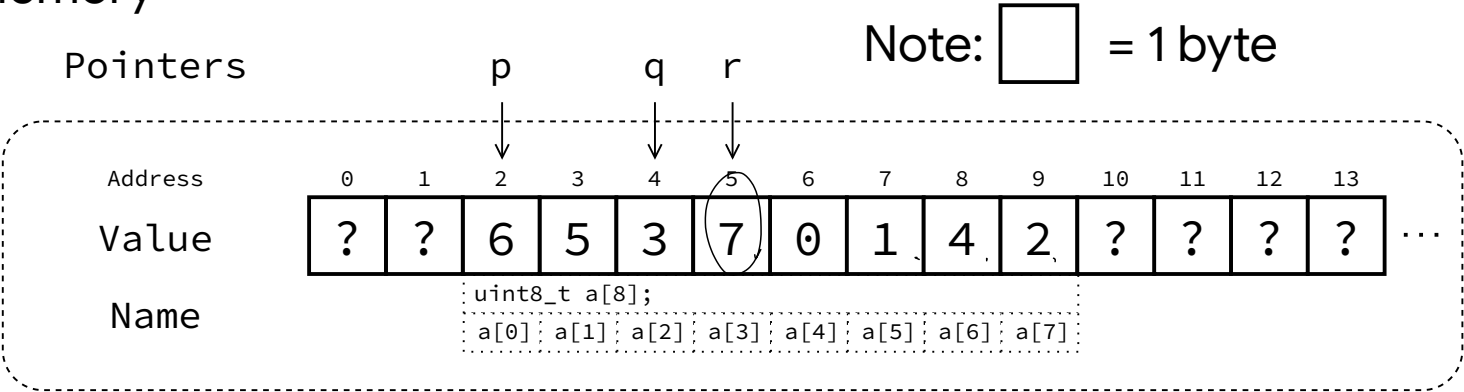 Pointers p q r Note: = 1 byte
Address 0 1 2 3 4 5 6 7 8 9 10 11 12 13
Value ? ? 6 5 3 7 0 1 4 2 ? ? ? ? ...
uint8_t a[8];
Name
a[0] a[1] a[2] a[3] a[4] a[5] a[6] a[7]